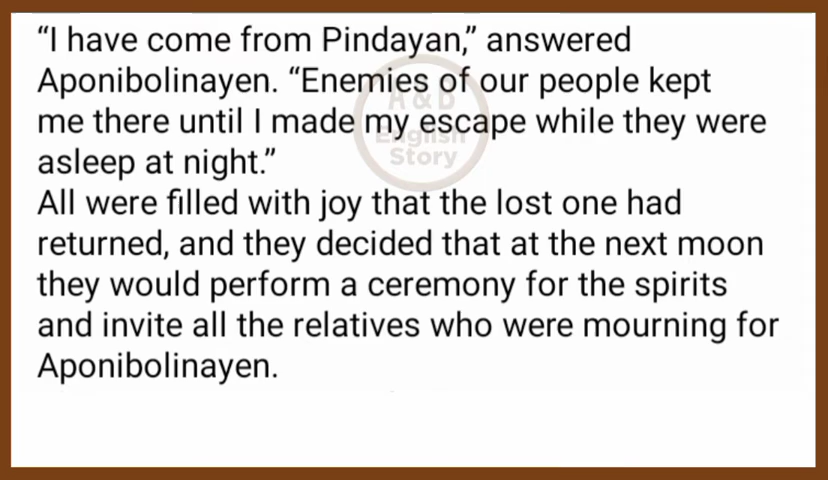 “I have come from Pindayan,” answered
Aponibolinayen. “Enemies of our people kept
me there until I made my escape while they were
asleep at night.”
All were filled with joy that the lost one had
returned, and they decided that at the next moon
they would perform a ceremony for the spirits
and invite all the relatives who were mourning for
Aponibolinayen.
A & D
English
Story